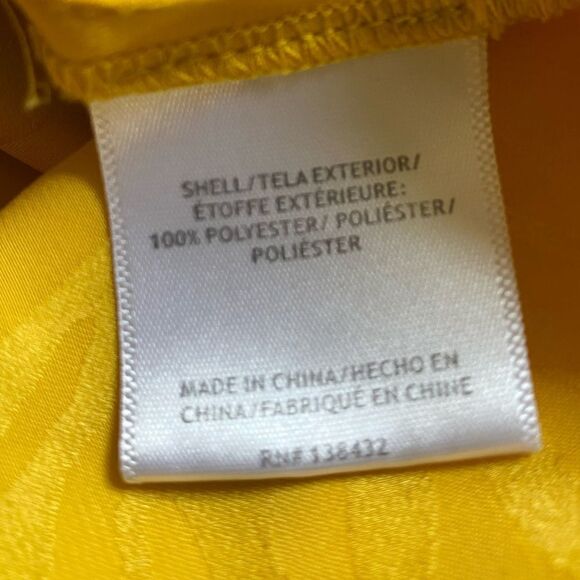 SHELL/TELA EXTERIOR/
ÉTOFFE EXTÉRIEURE:
100% POLYESTER/ POLIÉSTER/
POLIÉSTER
MADE IN CHINA/HECHO EN
CHINA/FABRIQUÉ EN CHINE
RN# 138432